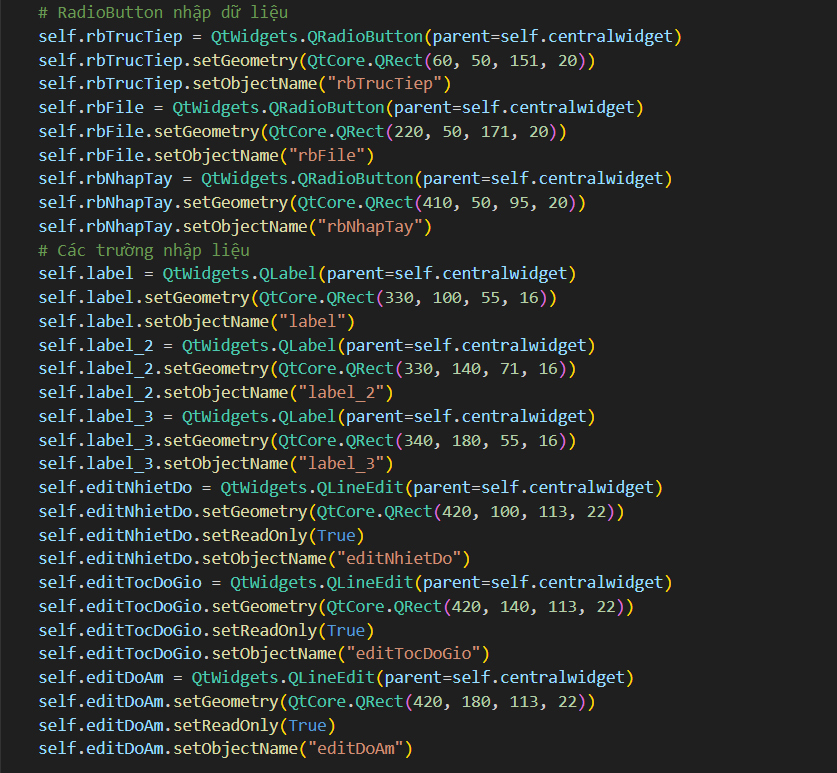 # RadioButton nhập dữ liệu
self.rbTrucTiep = QtWidgets.QRadioButton(parent=self.centralwidget)
self.rbTrucTiep.setGeometry(QtCore.QRect(60, 50, 151, 20))
self.rbTrucTiep.setObjectName("rbTrucTiep")
self.rbFile = QtWidgets.QRadioButton(parent=self.centralwidget)
self.rbFile.setGeometry(QtCore.QRect(220, 50, 171, 20))
self.rbFile.setObjectName("rbFile")
self.rbNhapTay = QtWidgets.QRadioButton(parent=self.centralwidget)
self.rbNhapTay.setGeometry(QtCore.QRect(410, 50, 95, 20))
self.rbNhapTay.setObjectName("rbNhapTay")
# Các trường nhập liệu
self.label = QtWidgets.QLabel(parent=self.centralwidget)
self.label.setGeometry(QtCore.QRect(330, 100, 55, 16))
self.label.setObjectName("label")
self.label_2 = QtWidgets.QLabel(parent=self.centralwidget)
self.label_2.setGeometry(QtCore.QRect(330, 140, 71, 16))
self.label_2.setObjectName("label_2")
self.label_3 = QtWidgets.QLabel(parent=self.centralwidget)
self.label_3.setGeometry(QtCore.QRect(340, 180, 55, 16))
self.label_3.setObjectName("label_3")
self.editNhietDo = QtWidgets.QLineEdit(parent=self.centralwidget)
self.editNhietDo.setGeometry(QtCore.QRect(420, 100, 113, 22))
self.editNhietDo.setReadOnly(True)
self.editNhietDo.setObjectName("editNhietDo")
self.editTocDoGio = QtWidgets.QLineEdit(parent=self.centralwidget)
self.editTocDoGio.setGeometry(QtCore.QRect(420, 140, 113, 22))
self.editTocDoGio.setReadOnly(True)
self.editTocDoGio.setObjectName("editTocDoGio")
self.editDoAm = QtWidgets.QLineEdit(parent=self.centralwidget)
self.editDoAm.setGeometry(QtCore.QRect(420, 180, 113, 22))
self.editDoAm.setReadOnly(True)
self.editDoAm.setObjectName("editDoAm")